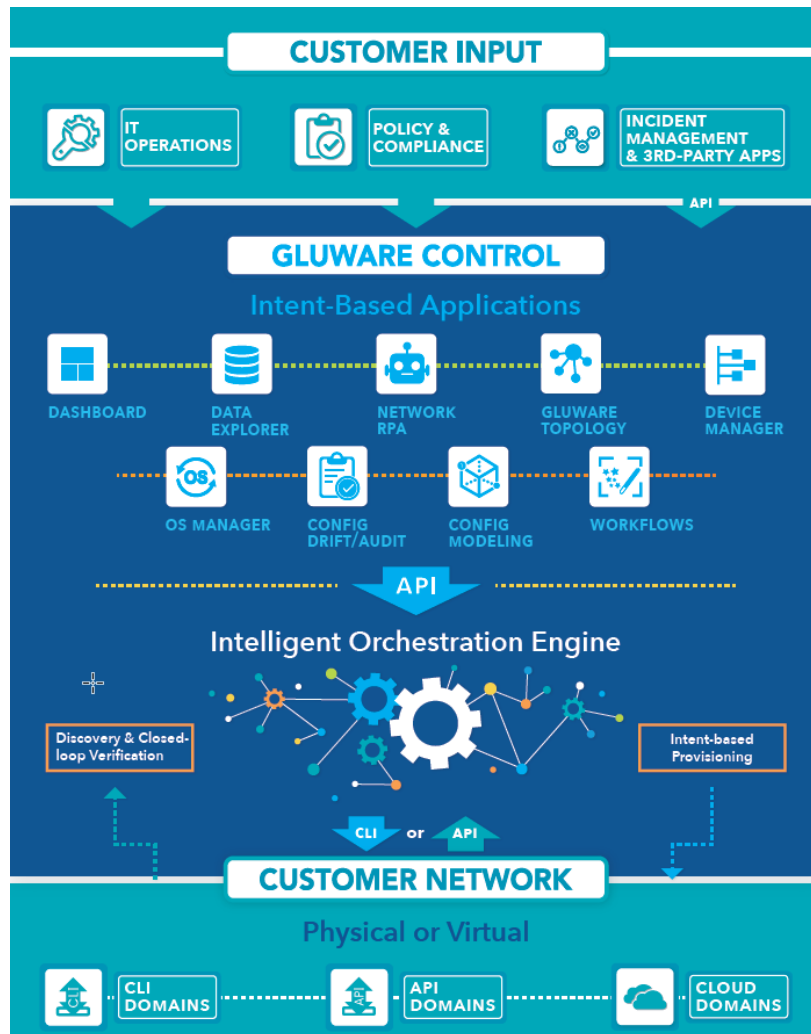 CUSTOMER INPUT
IT
OPERATIONS
POLICY &
COMPLIANCE
INCIDENT
MANAGEMENT
& 3RD-PARTY APPS
API
GLUWARE CONTROL
Intent-Based Applications
DASHBOARD
DATA
EXPLORER
NETWORK
RPA
GLUWARE
TOPOLOGY
DEVICE
MANAGER
OS
OS MANAGER
CONFIG
DRIFT/AUDIT
CONFIG
MODELING
WORKFLOWS
API
Intelligent Orchestration Engine
Discovery & Closed-
loop Verification
Intent-based
Provisioning
CLI or API
CUSTOMER NETWORK
Physical or Virtual
CLI
CLI
DOMAINS
API
API
DOMAINS
CLOUD
DOMAINS